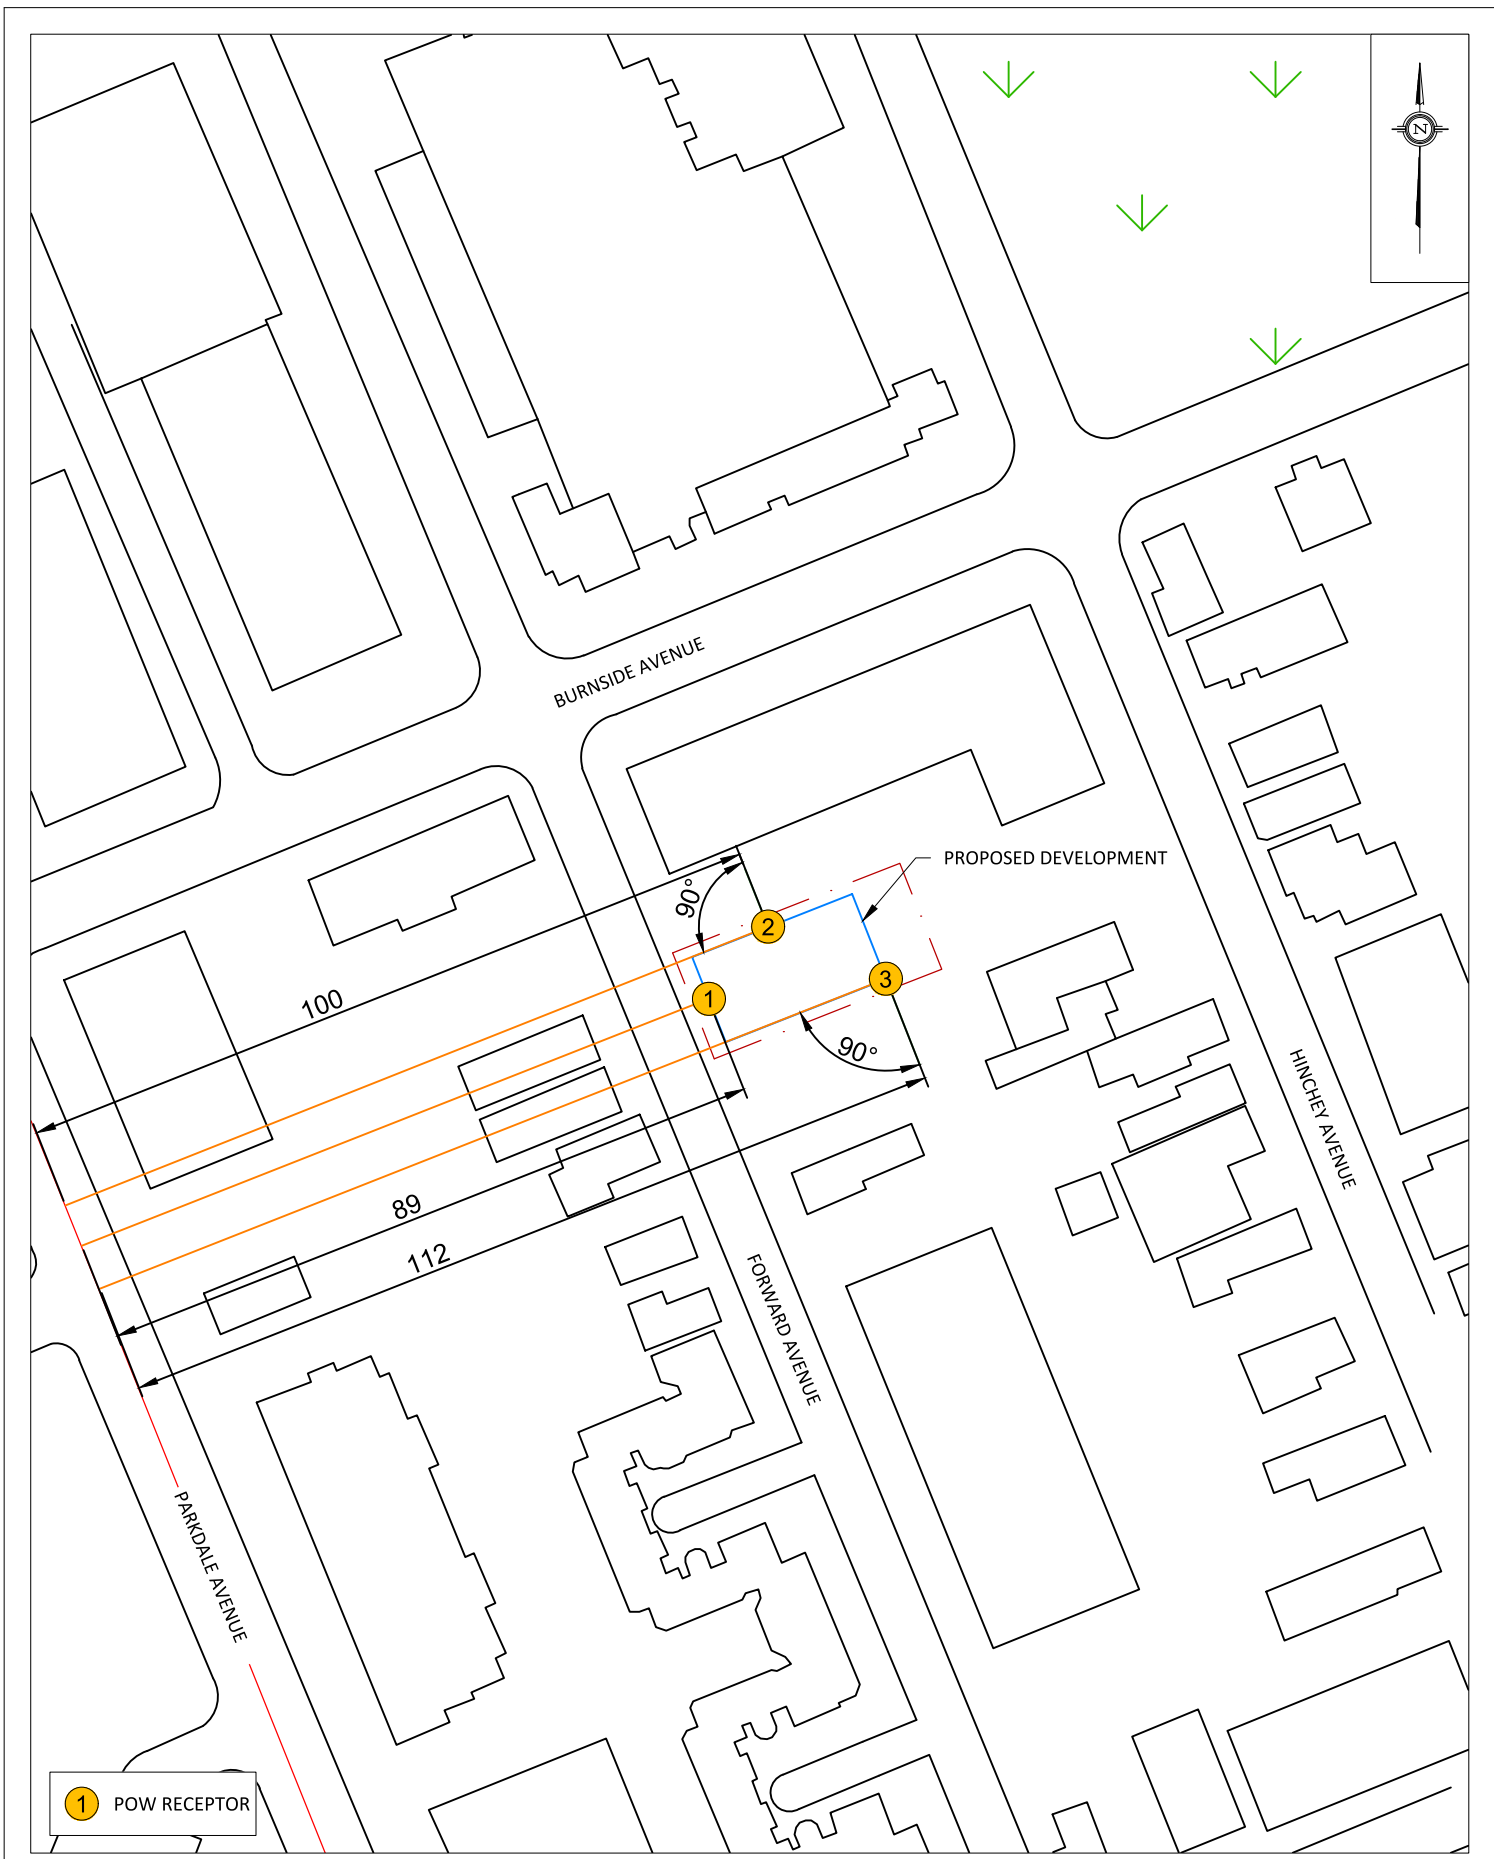 N
BURNSIDE AVENUE
PROPOSED DEVELOPMENT
90°
2
3
1
100
90°
HINCHEY AVENUE
89
112
FORWARD AVENUE
PARKDALE AVENUE
1 POW RECEPTOR